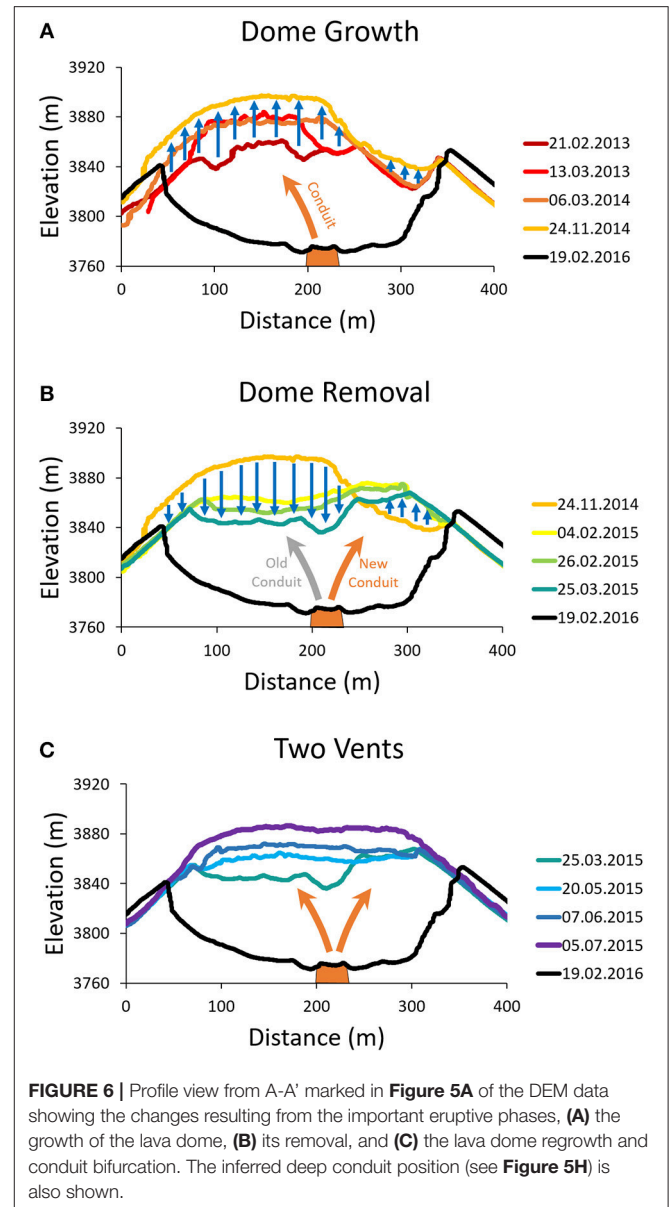 A
Dome Growth
3920
3880
3840
3800
3760
Elevation (m)
Conduit
0
100
200
300
400
Distance (m)
21.02.2013
13.03.2013
06.03.2014
24.11.2014
19.02.2016
B
Dome Removal
3920
3880
3840
3800
3760
Elevation (m)
Old
Conduit
New
Conduit
0
100
200
300
400
Distance (m)
24.11.2014
04.02.2015
26.02.2015
25.03.2015
19.02.2016
C
Two Vents
3920
3880
3840
3800
3760
Elevation (m)
0
100
200
300
400
Distance (m)
25.03.2015
20.05.2015
07.06.2015
05.07.2015
19.02.2016
FIGURE 6 | Profile view from A-A’ marked in Figure 5A of the DEM data
showing the changes resulting from the important eruptive phases, (A) the
growth of the lava dome, (B) its removal, and (C) the lava dome regrowth and
conduit bifurcation. The inferred deep conduit position (see Figure 5H) is
also shown.